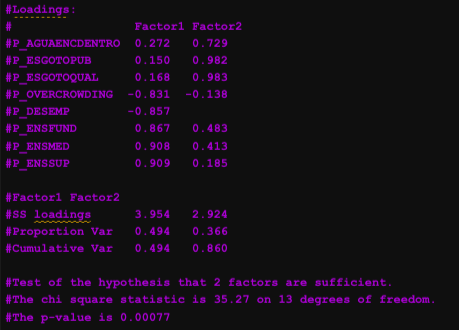 #Loadings:
# Factor1 Factor2
#P_AGUAENCDENTRO 0.272 0.729
#P_ESGOTOPUB 0.150 0.982
#P_ESGOTOQUAL 0.168 0.983
#P_OVERCROWDING -0.831 -0.138
#P_DESEMP -0.857
#P_ENSFUND 0.867 0.483
#P_ENSMED 0.908 0.413
#P_ENSSUP 0.909 0.185
#Factor1 Factor2
#SS loadings 3.954 2.924
#Proportion Var 0.494 0.366
#Cumulative Var 0.494 0.860
#Test of the hypothesis that 2 factors are sufficient.
#The chi square statistic is 35.27 on 13 degrees of freedom.
#The p-value is 0.00077